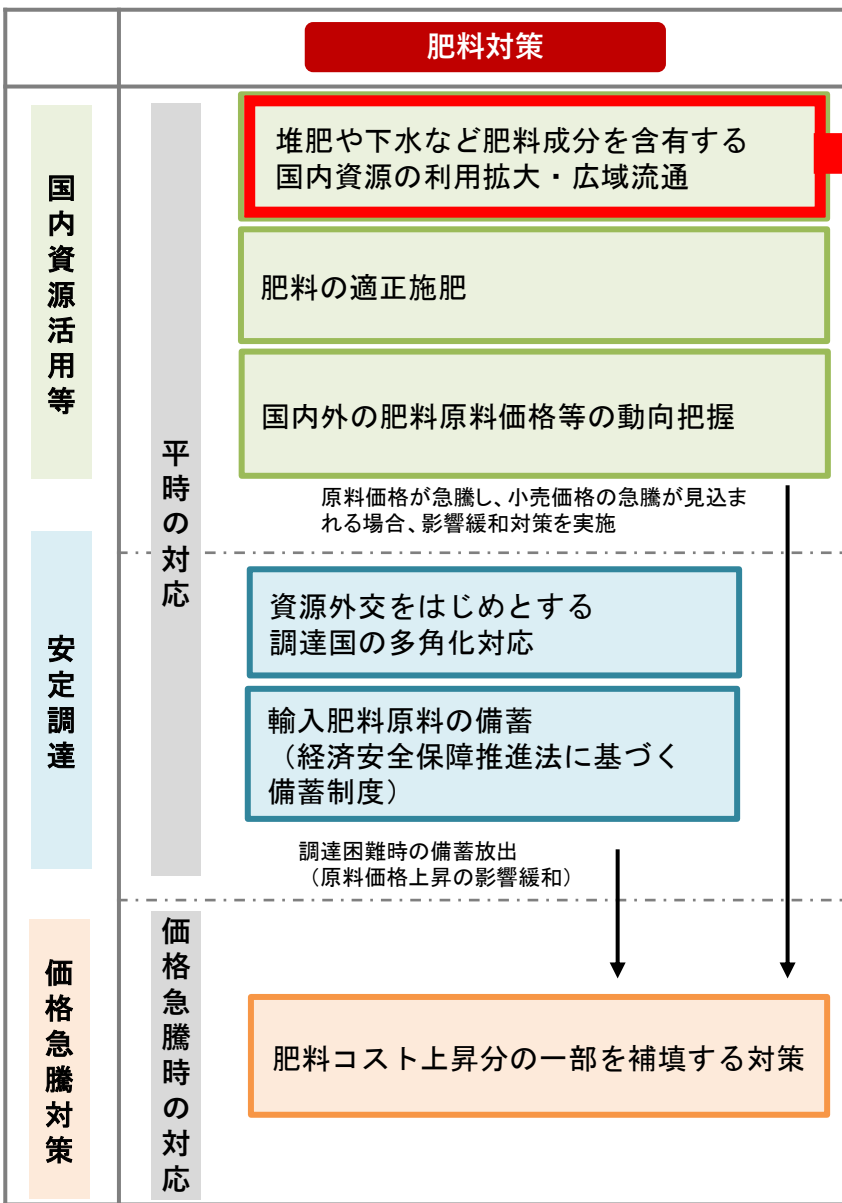 肥料対策
国内資源活用等
平時の対応
堆肥や下水など肥料成分を含有する
国内資源の利用拡大・広域流通
肥料の適正施肥
国内外の肥料原料価格等の動向把握
原料価格が急騰し、小売価格の急騰が見込ま
れる場合、影響緩和対策を実施
安定調達
資源外交をはじめとする
調達国の多角化対応
輸入肥料原料の備蓄
（経済安全保障推進法に基づく
備蓄制度）
調達困難時の備蓄放出
（原料価格上昇の影響緩和）
価格急騰対策
価格急騰時の対応
肥料コスト上昇分の一部を補填する対策